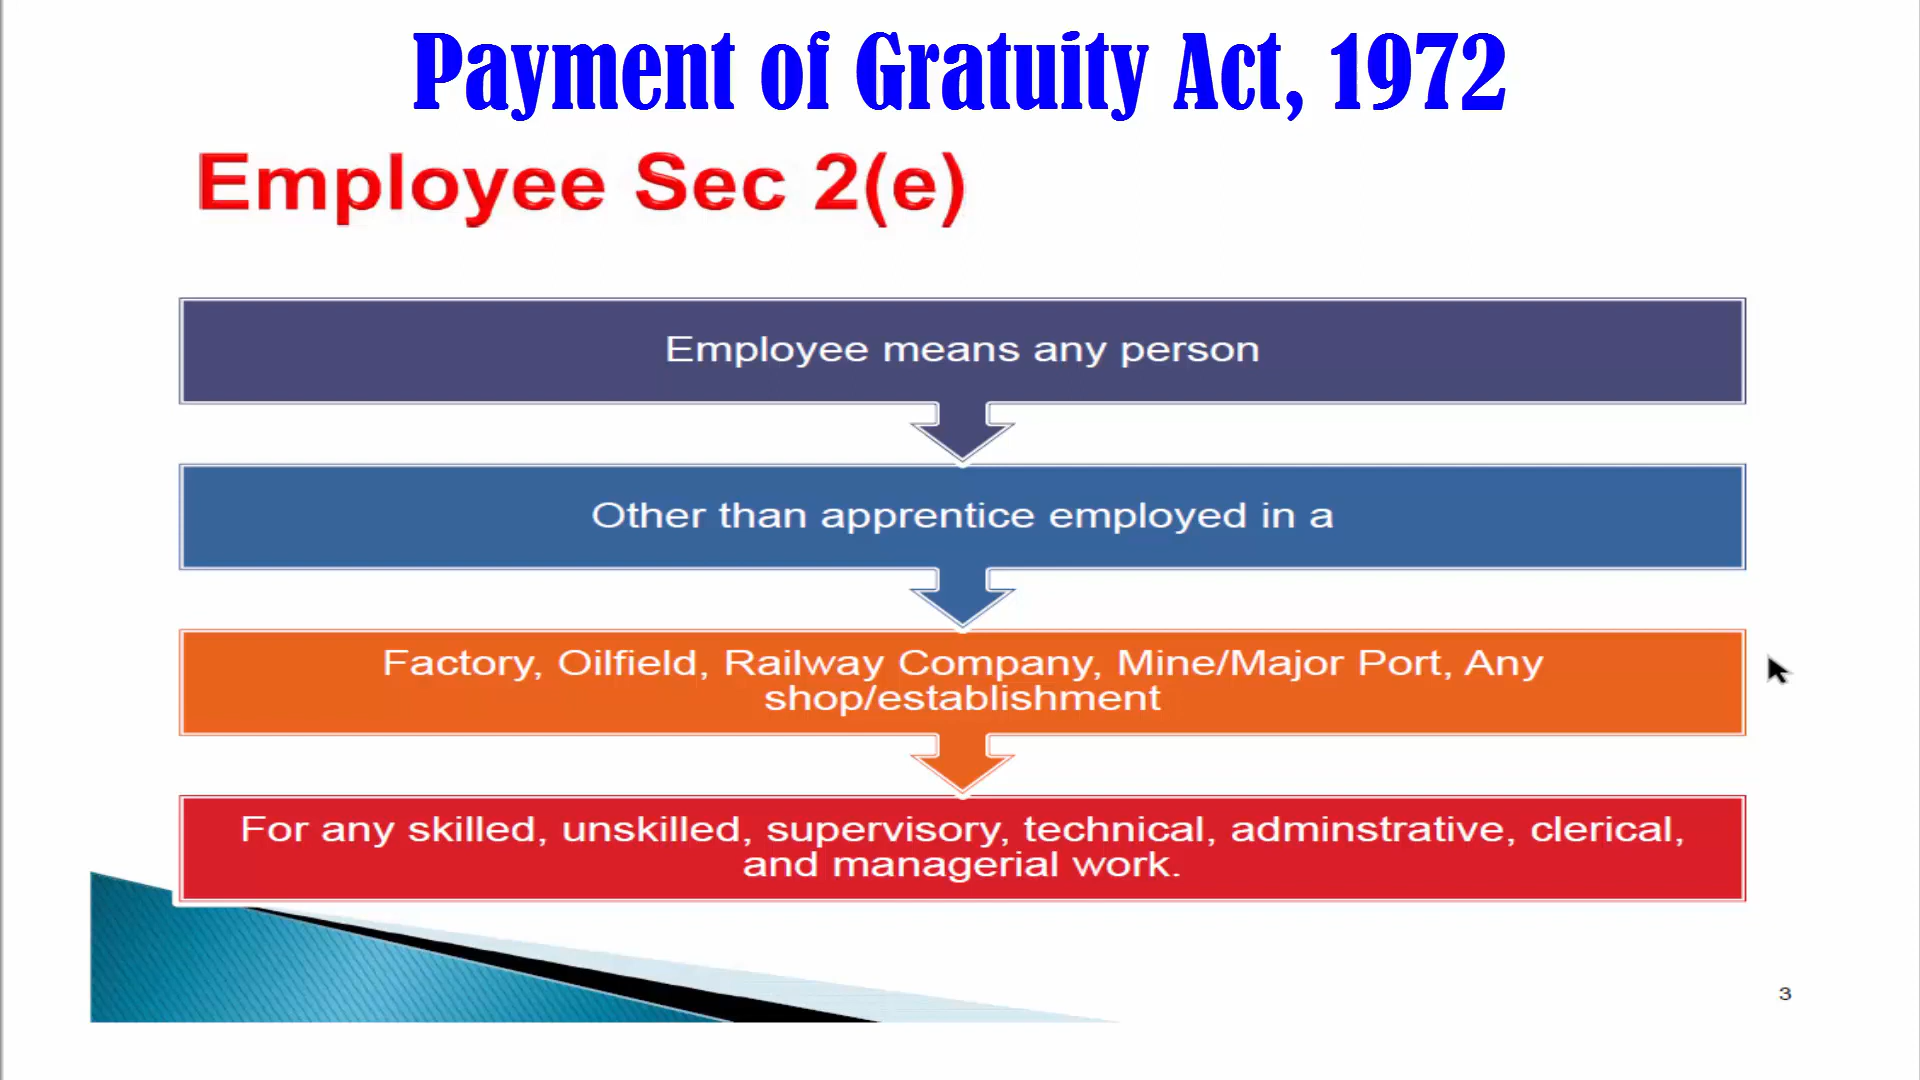 Payment of Gratuity Act, 1972
Employee Sec 2(e)
Employee means any person
Other than apprentice employed in a
Factory, Oilfield, Railway Company, Mine/Major Port, Any
shop/establishment
For any skilled, unskilled, supervisory, technical, adminstrative, clerical,
and managerial work.
3